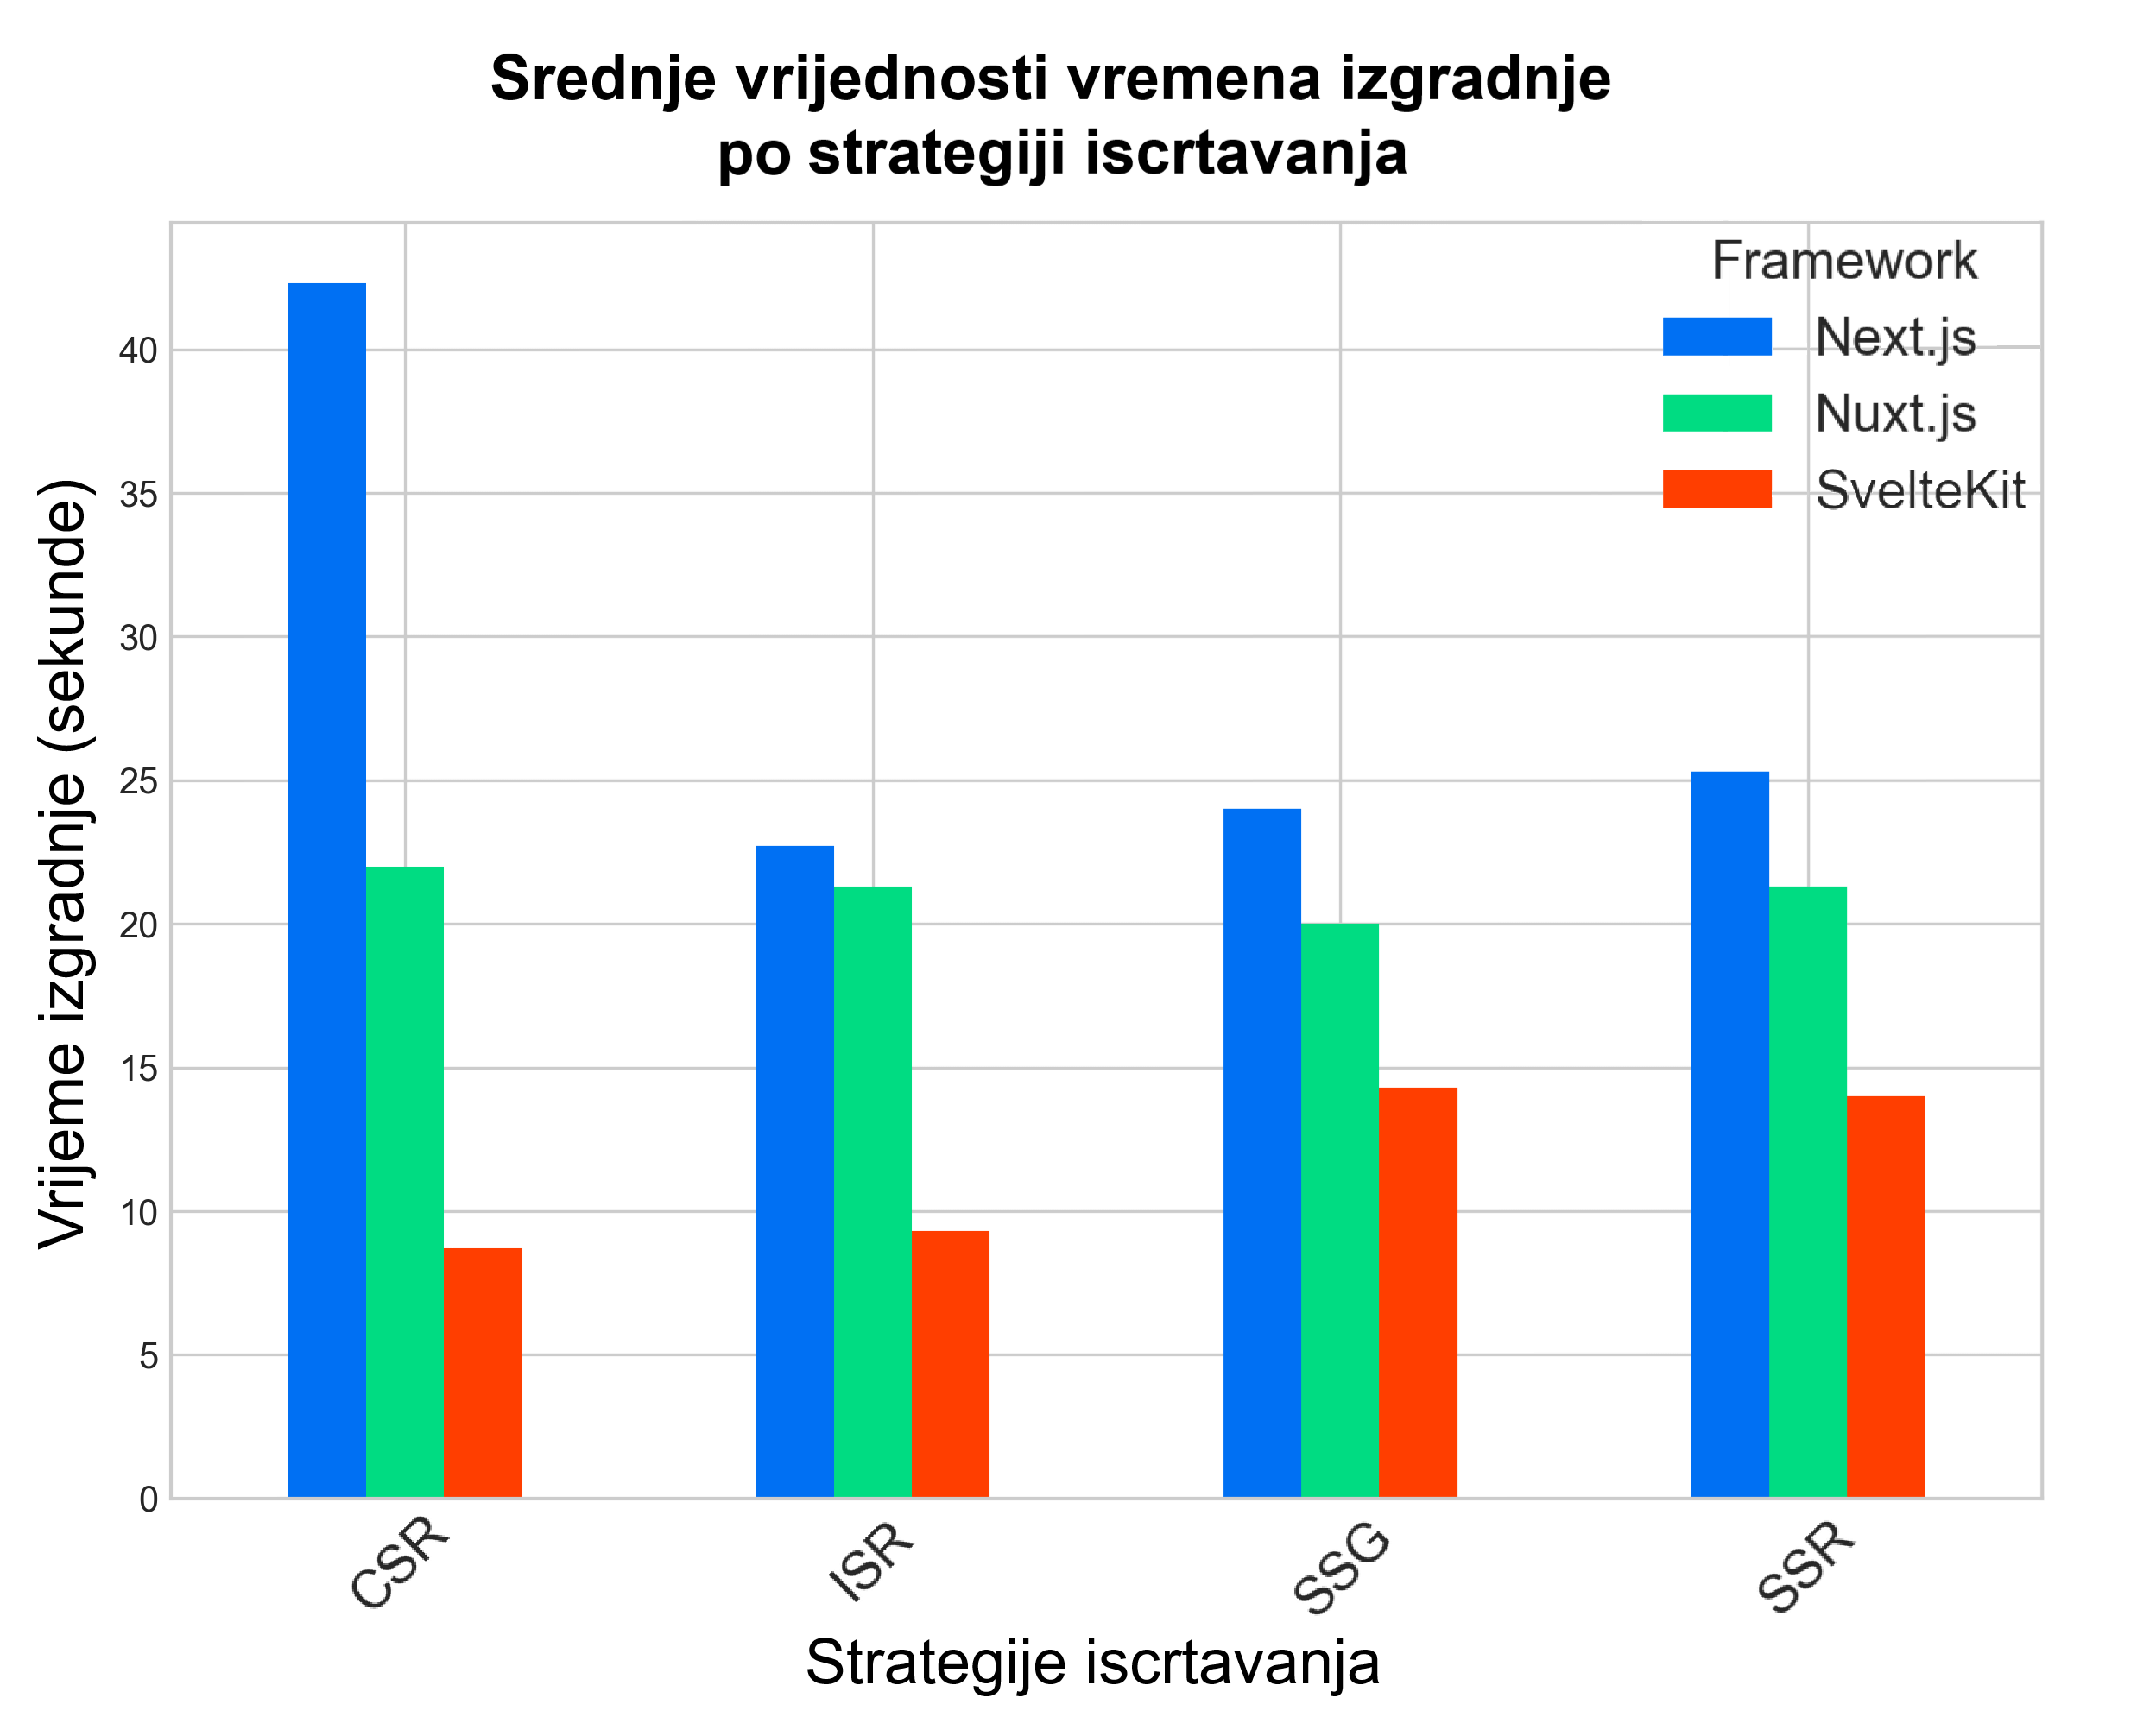 Srednje vrijednosti vremena izgradnje
po strategiji iscrtavanja
Framework
Next.js
Nuxt.js
SvelteKit
Vrijeme izgradnje (sekunde)
40
35
30
25
20
15
10
5
0
CSR
ISR
SSG
SSR
Strategije iscrtavanja